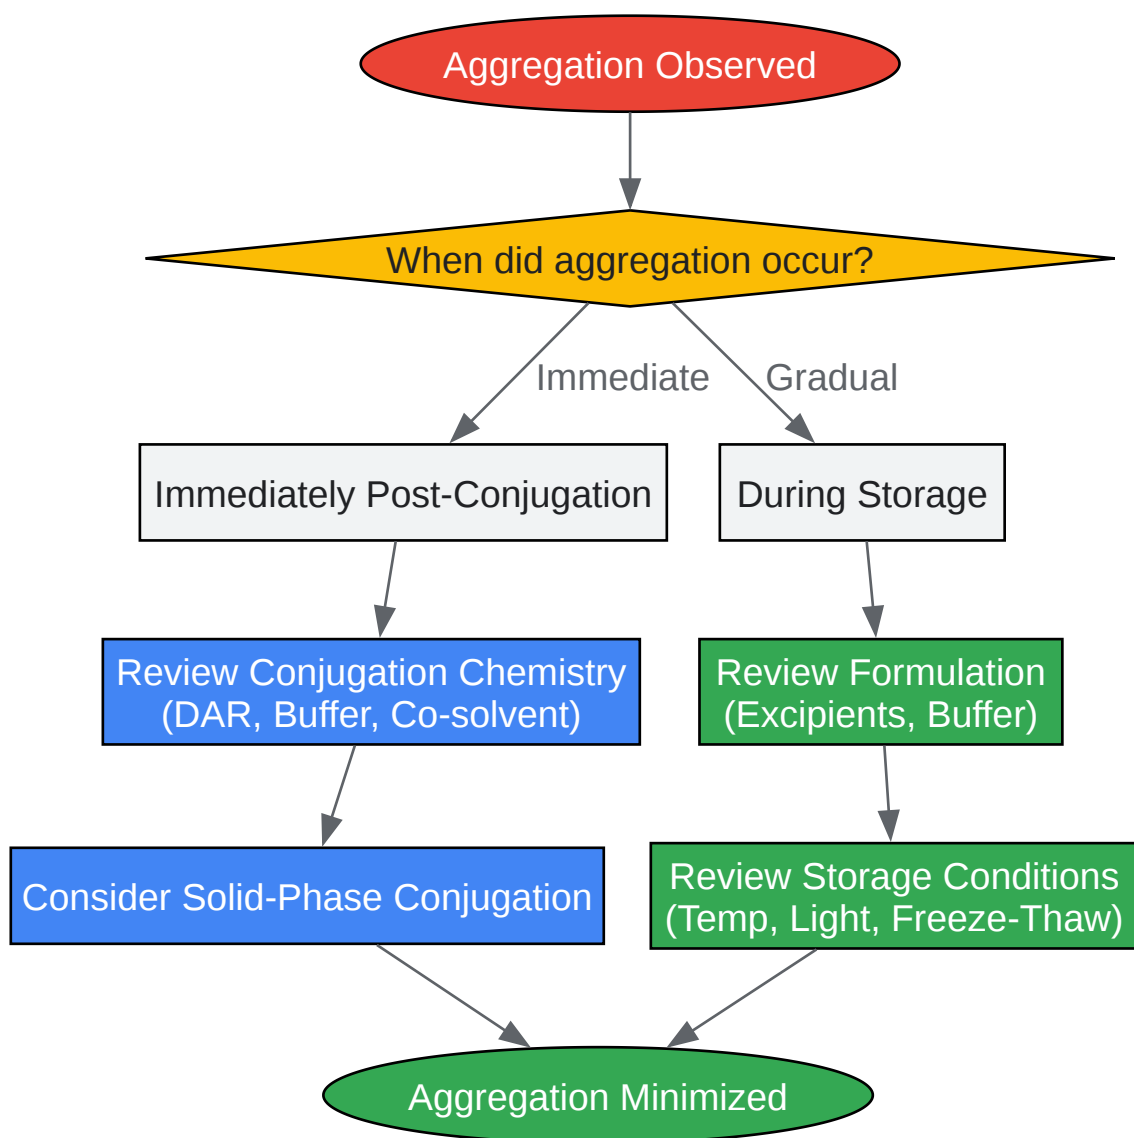 Aggregation Observed
When did aggregation occur?
Immediate
Gradual
Immediately Post-Conjugation
During Storage
Review Conjugation Chemistry
(DAR, Buffer, Co-solvent)
Review Formulation
(Excipients, Buffer)
Consider Solid-Phase Conjugation
Review Storage Conditions
(Temp, Light, Freeze-Thaw)
Aggregation Minimized